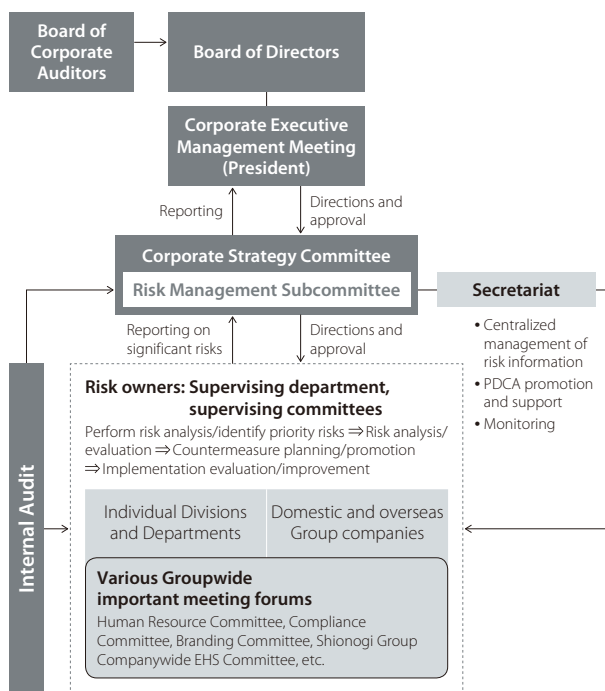 Board of
Corporate
Auditors
Board of Directors
Corporate Executive
Management Meeting
(President)
Reporting
Directions and
approval
Corporate Strategy Committee
Risk Management Subcommittee
Secretariat
• Centralized
management of
risk information
• PDCA promotion
and support
• Monitoring
Reporting on
significant risks
Directions and
approval
Internal Audit
Risk owners: Supervising department,
supervising committees
Perform risk analysis/identify priority risks ⇒ Risk analysis/
evaluation ⇒ Countermeasure planning/promotion
⇒ Implementation evaluation/improvement
Individual Divisions
and Departments
Domestic and overseas
Group companies
Various Groupwide
important meeting forums
Human Resource Committee, Compliance
Committee, Branding Committee, Shionogi Group
Companywide EHS Committee, etc.